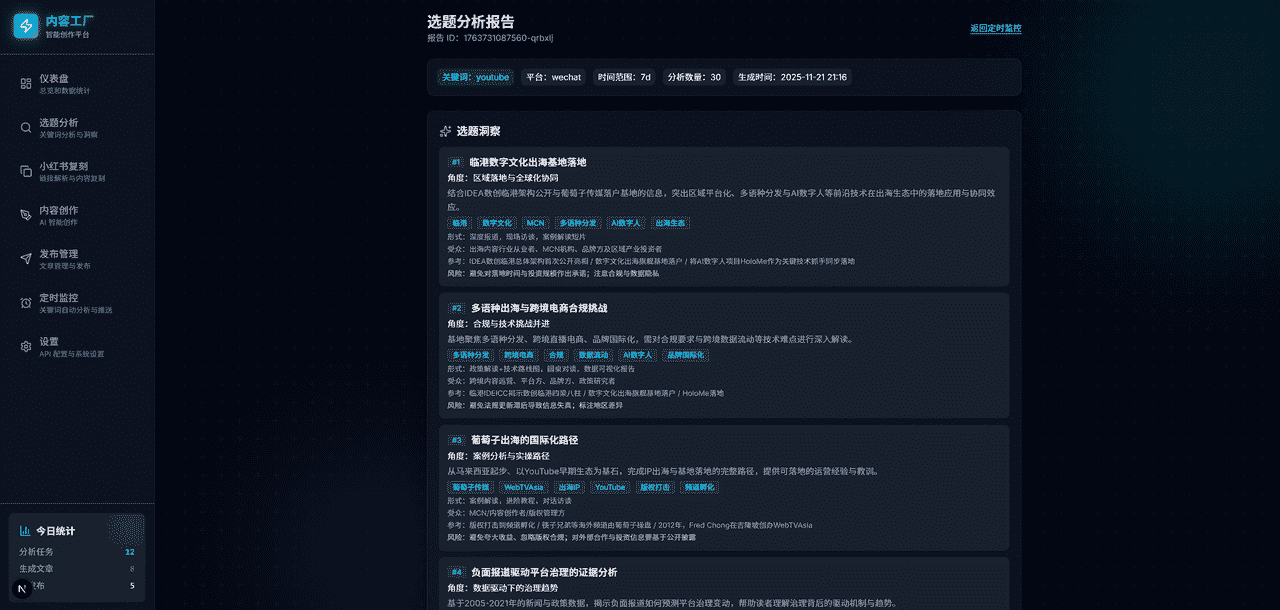 内容工厂
智能创作平台
仪表盘
总览和数据统计
选题分析
关键词分析与洞察
小红书复刻
链接解析与内容复刻
内容创作
AI 智能创作
发布管理
文章管理与发布
定时监控
关键词自动分析与推送
设置
API 配置与系统设置
今日统计
分析任务 12
生成文章 8
布 5
N
选题分析报告
报告 ID：1763731087560-qrbxlj
返回定时监控
关键词：youtube 平台：wechat 时间范围：7d 分析数量：30 生成时间：2025-11-21 21:16
选题洞察
#1 临港数字文化出海基地落地
角度：区域落地与全球化协同
结合IDEA数创临港架构公开与葡萄子传媒落户基地的信息，突出区域平台化、多语种分发与AI数字人等前沿技术在出海生态中的落地应用与协同效
应。
临港 数字文化 MCN 多语种分发 AI数字人 出海生态
形式：深度报道，现场访谈，案例解读短片
受众：出海内容行业从业者、MCN机构、品牌方及区域产业投资者
参考：IDEA数创临港总体架构首次公开亮相 / 数字文化出海旗舰基地落户 / 将AI数字人项目HoloMe作为关键技术抓手同步落地
风险：避免对落地时间与投资规模作出承诺；注意合规与数据隐私
#2 多语种出海与跨境电商合规挑战
角度：合规与技术挑战并进
基地聚焦多语种分发、跨境直播电商、品牌国际化，需对合规要求与跨境数据流动等技术难点进行深入解读。
多语种分发 跨境电商 合规 数据流动 AI数字人 品牌国际化
形式：政策解读+技术路线图，圆桌对谈，数据可视化报告
受众：跨境内容运营、平台方、品牌方、政策研究者
参考：临港IDEICC揭示数创临港四梁八柱 / 数字文化出海旗舰基地落户 / HoloMe落地
风险：避免法规更新滞后导致信息失真；标注地区差异
#3 葡萄子出海的国际化路径
角度：案例分析与实操路径
从马来西亚起步、以YouTube早期生态为基石，完成IP出海与基地落地的完整路径，提供可落地的运营经验与教训。
葡萄子传媒 WebTVAsia 出海IP YouTube 版权打击 频道孵化
形式：案例解读，进阶教程，对话访谈
受众：MCN/内容创作者/版权管理方
参考：版权打击到频道孵化 / 筷子兄弟等海外频道由葡萄子操盘 / 2012年，Fred Chong在吉隆坡创办WebTVAsia
风险：避免夸大收益、忽略版权合规；对外部合作与投资信息要基于公开披露
#4 负面报道驱动平台治理的证据分析
角度：数据驱动下的治理趋势
基于2005-2021年的新闻与政策数据，揭示负面报道如何预测平台治理变动，帮助读者理解治理背后的驱动机制与趋势。